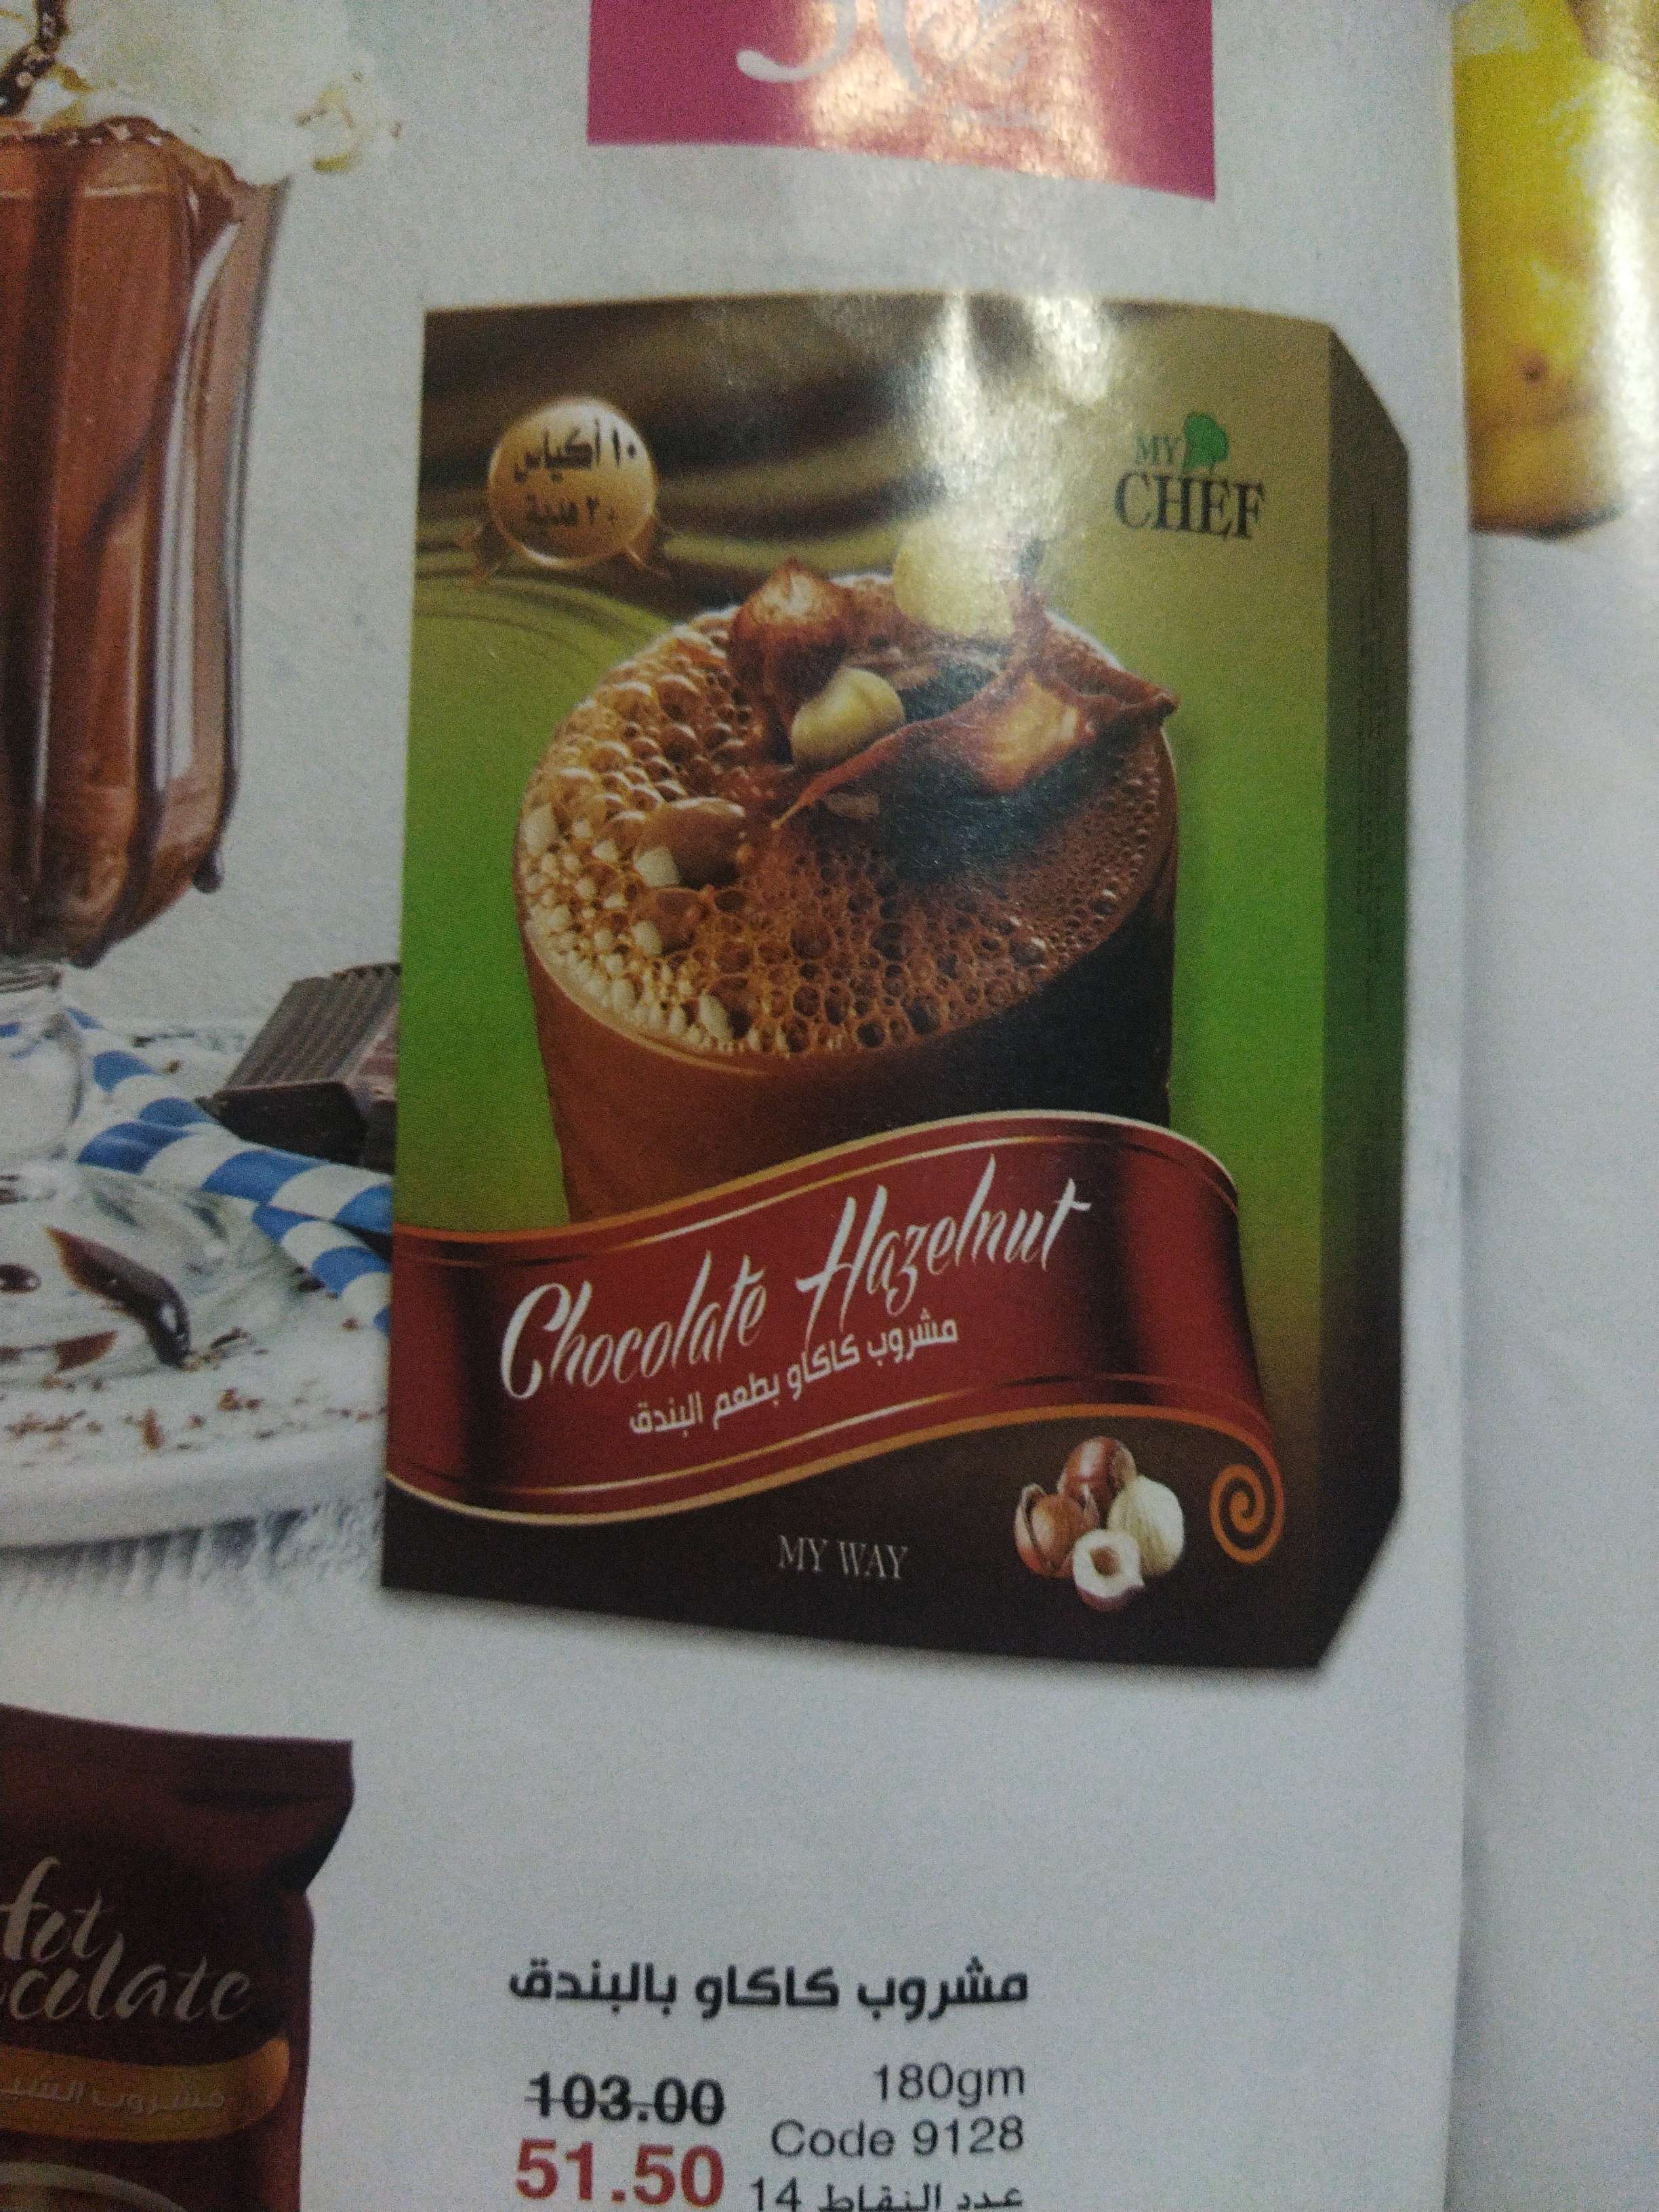 ١٠ أكياس
MY
CHEF
Chocolate Hazelnut
مشروب كاكاو بطعم البندق
MY WAY
Hot
مشروب كاكاو بالبندق
180gm
103.00
Code 9128
51.50
عدد النقاط 14